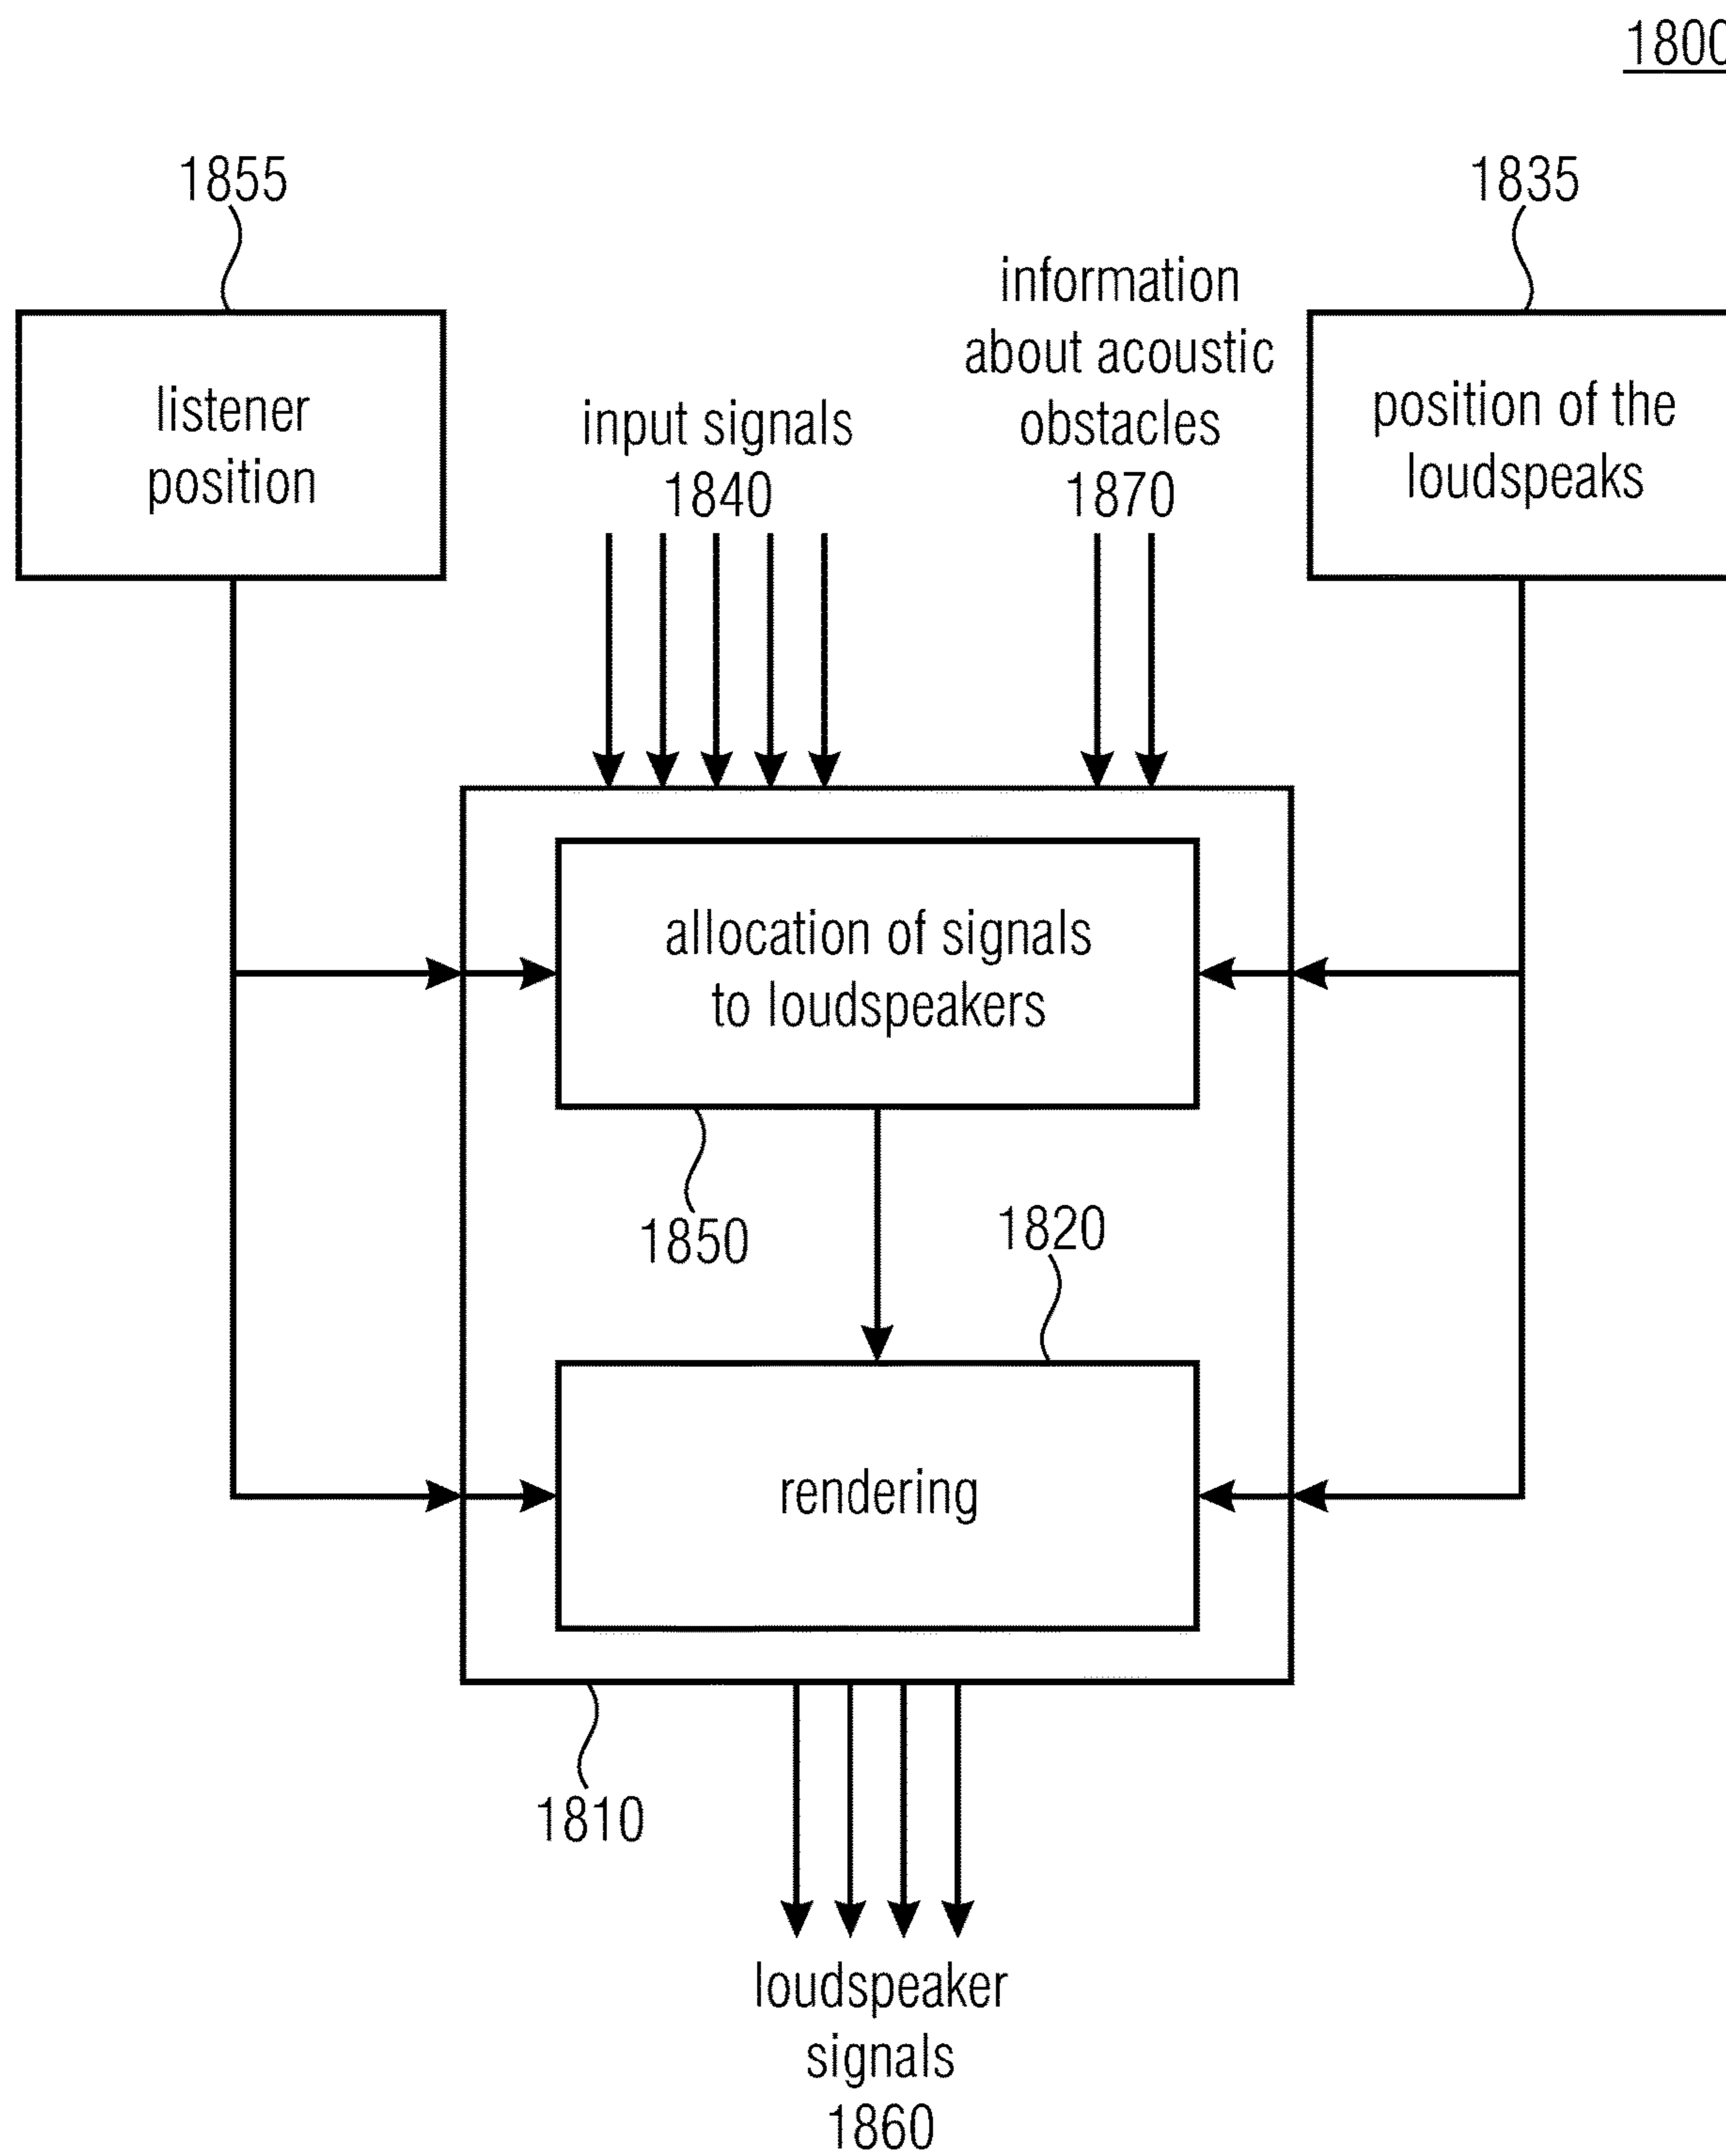 1800
1855
1835
information
about acoustic
obstacles
1870
listener
position
input signals
1840
position of the
loudspeaks
allocation of signals
to loudspeakers
1850
1820
rendering
1810
loudspeaker
signals
1860